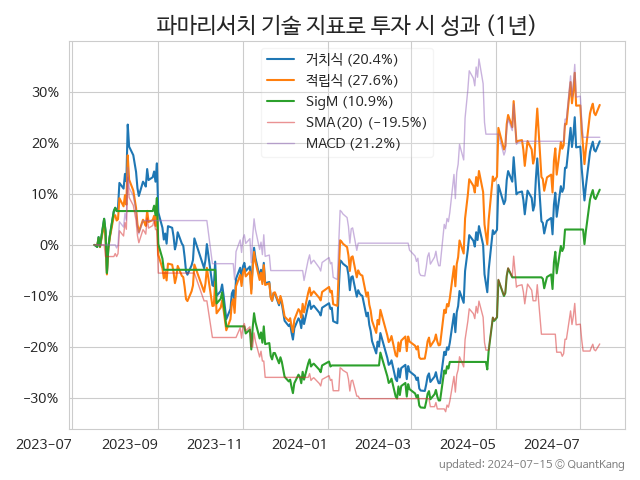 파마리서치 기술 지표로 투자 시 성과 (1년)
거치식 (20.4%)
적립식 (27.6%)
SigM (10.9%)
SMA(20) (−19.5%)
MACD (21.2%)
30%
20%
10%
0%
−10%
−20%
−30%
2023-07 2023-09 2023-11 2024-01 2024-03 2024-05 2024-07
updated: 2024-07-15 © QuantKang